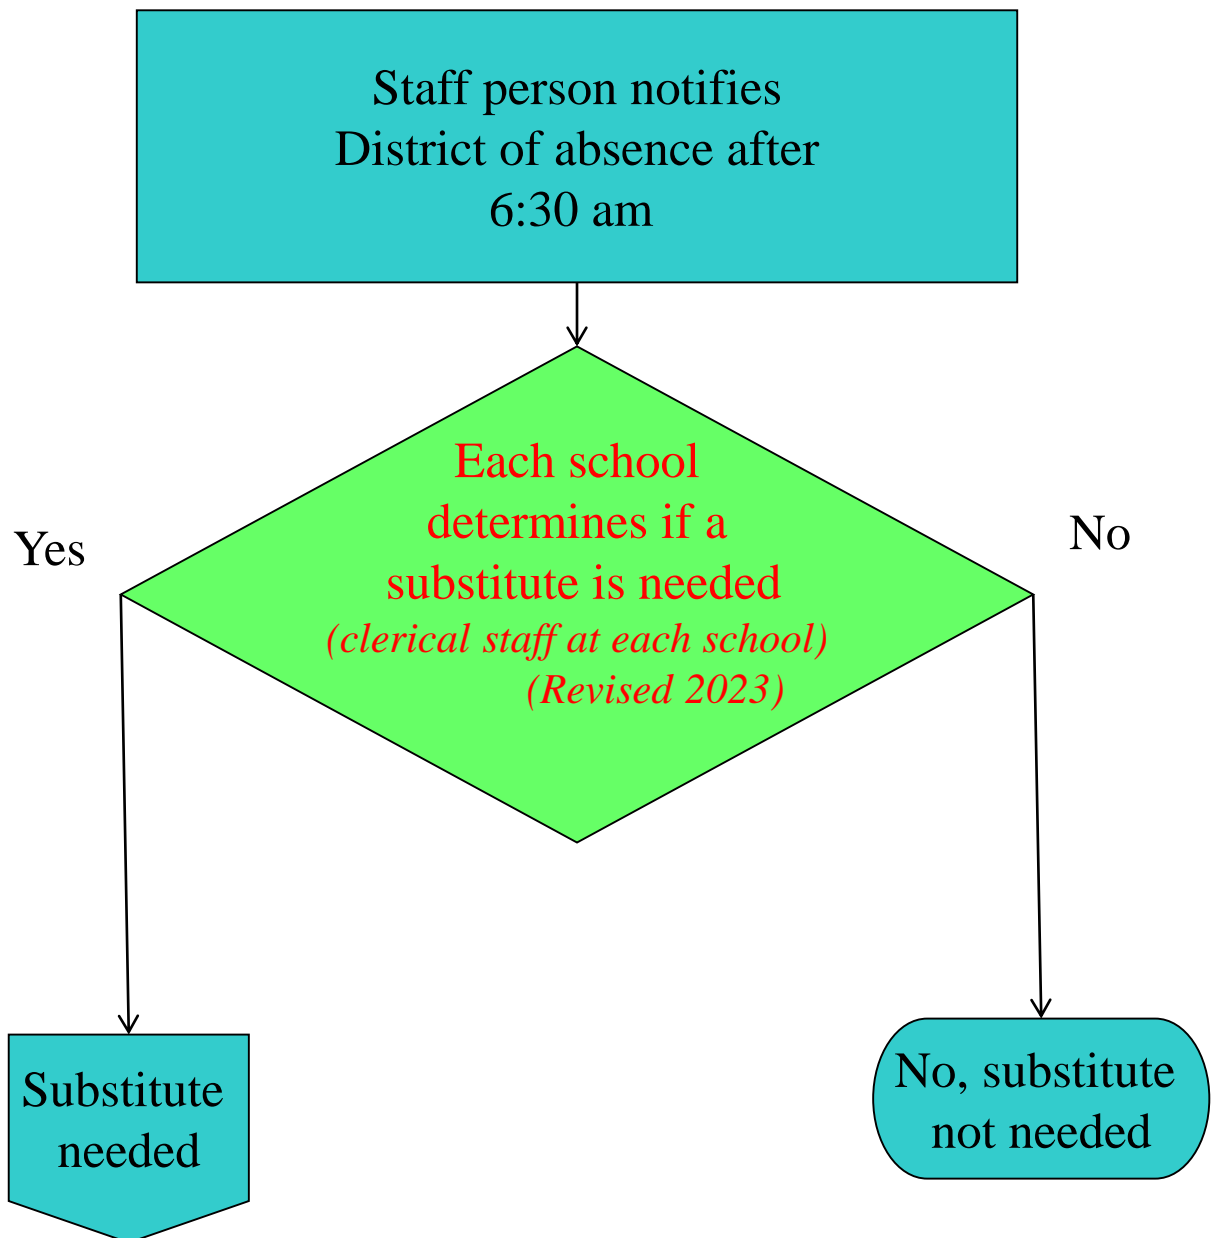 Staff person notifies
District of absence after
6:30 am
Each school
determines if a
substitute is needed
(clerical staff at each school)
(Revised 2023)
Yes
No
Substitute
needed
No, substitute
not needed